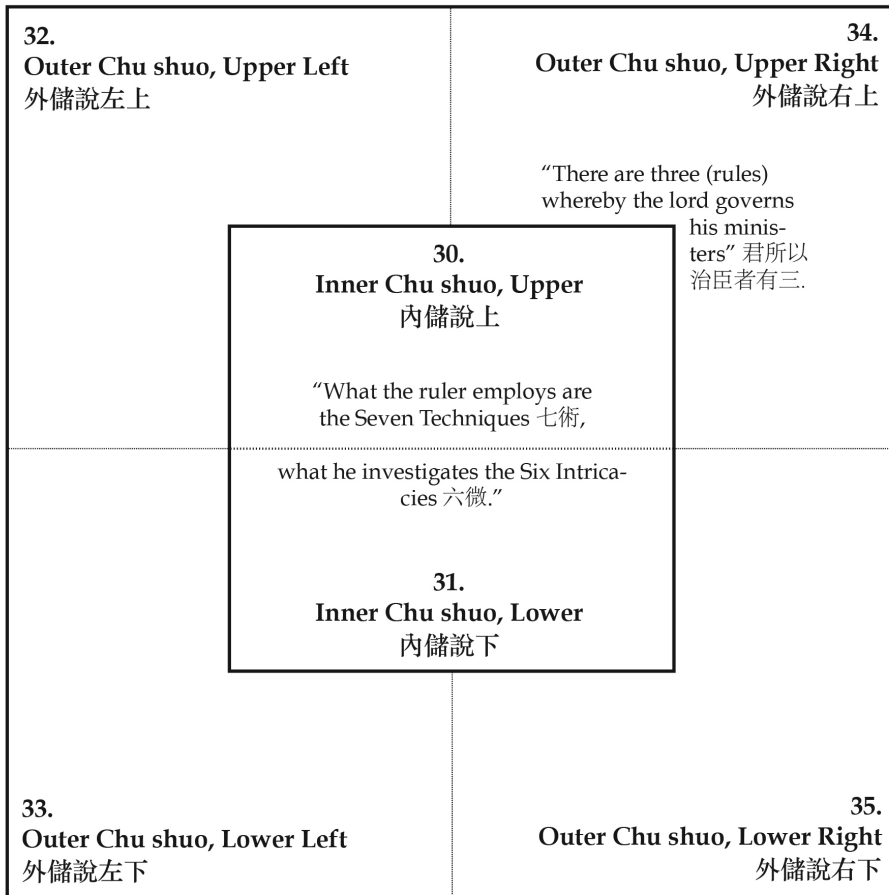 32.
Outer Chu shuo, Upper Left
外儲說左上
34.
Outer Chu shuo, Upper Right
外儲說右上
“There are three (rules)
whereby the lord governs
his minis-
ters” 君所以
治臣者有三.
30.
Inner Chu shuo, Upper
內儲說上
“What the ruler employs are
the Seven Techniques 七術,
what he investigates the Six Intrica-
cies 六微.”
31.
Inner Chu shuo, Lower
內儲說下
33.
Outer Chu shuo, Lower Left
外儲說左下
35.
Outer Chu shuo, Lower Right
外儲說右下